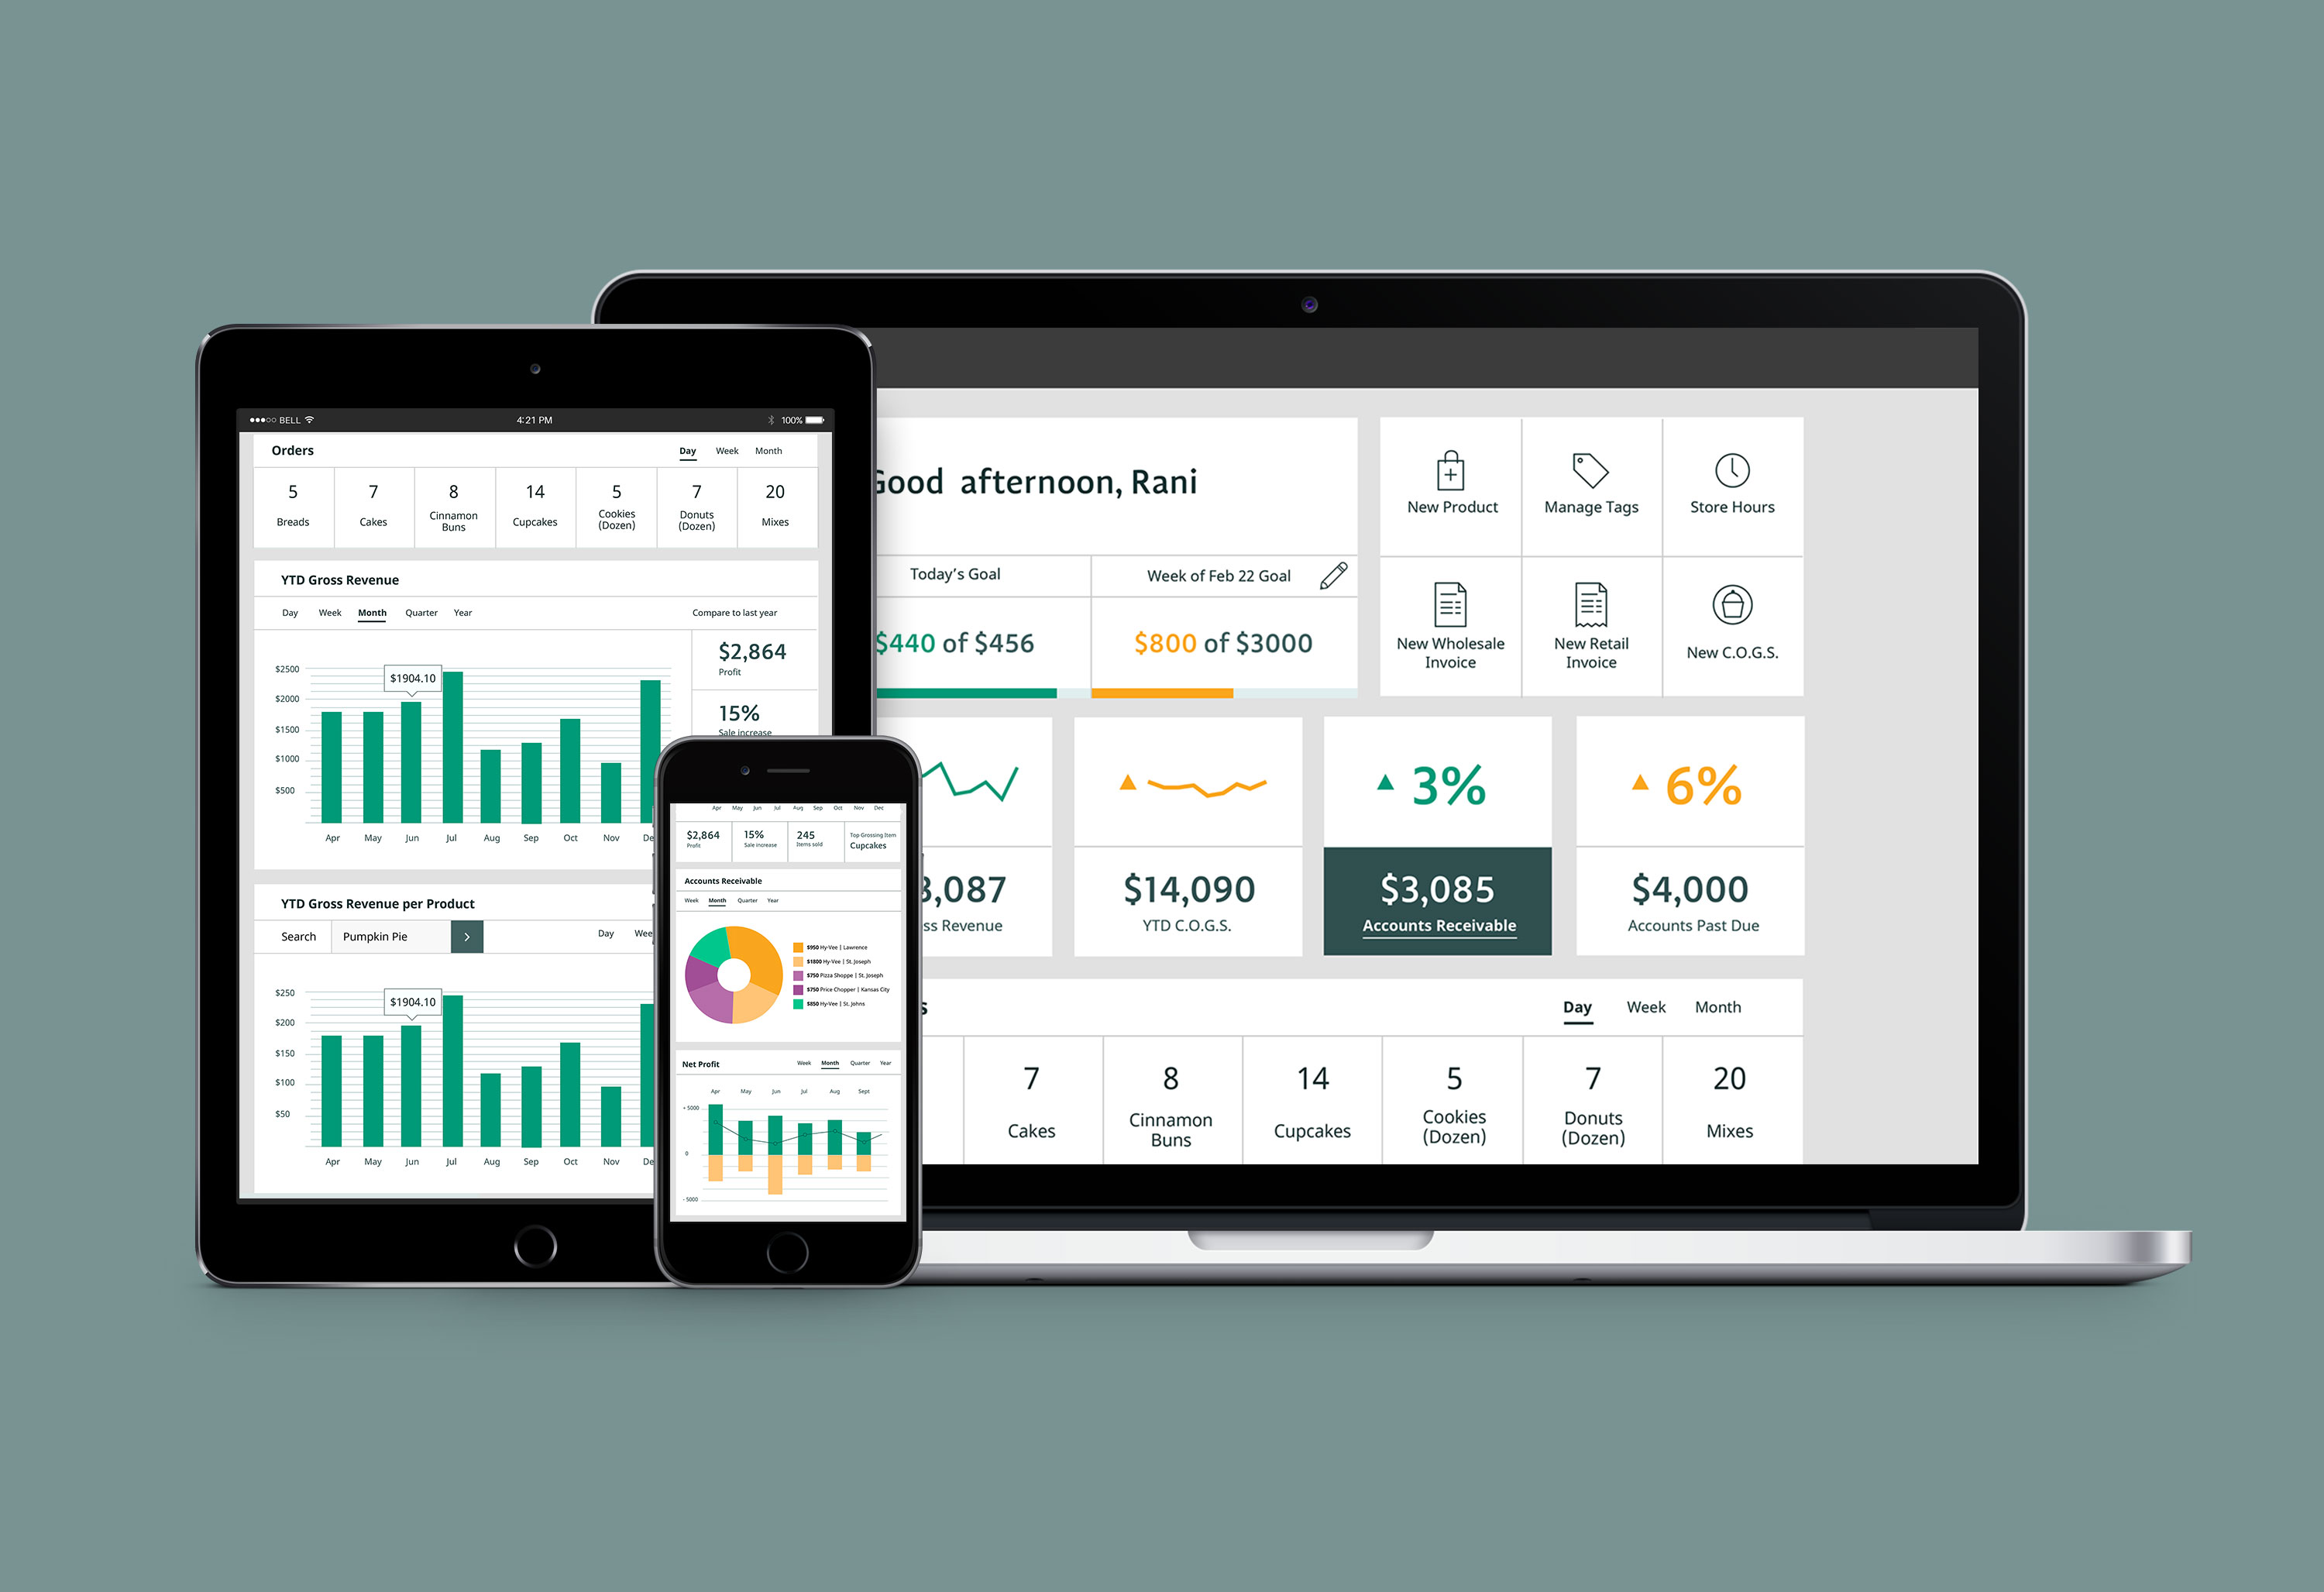 BELL
4:21 PM
100%
Orders
Day Week Month
5 7 8 14 5 7 20
Breads Cakes Cinnamon Buns Cupcakes Cookies (Dozen) Donuts (Dozen) Mixes
YTD Gross Revenue
Day Week Month Quarter Year
Compare to last year
$2500
$2000
$1500
$1000
$500
$1904.10
Apr May Jun Jul Aug Sep Oct Nov
$2,864
Profit
15%
Sale increase
YTD Gross Revenue per Product
Search Pumpkin Pie
Day
$250
$200
$150
$100
$50
$1904.10
Apr May Jun Jul Aug Sep Oct Nov
Apr May Jun Jul Aug Sep Oct Nov Dec
$2,864
Profit
15%
Sale increase
245
Items sold
Top Grossing Item
Cupcakes
Accounts Receivable
Week Month Quarter Year
$950 Hy-Vee | Lawrence
$1800 Hy-Vee | St. Joseph
$750 Pizza Shoppe | St. Joseph
$750 Price Chopper | Kansas City
$850 Hy-Vee | St. Johns
Net Profit
Week Month Quarter Year
Apr May Jun Jul Aug Sept
+ 5000
0
- 5000
Good afternoon, Rani
Today's Goal
Week of Feb 22 Goal
$440 of $456
$800 of $3000
New Product
Manage Tags
Store Hours
New Wholesale
Invoice
New Retail
Invoice
New C.O.G.S.
3%
6%
3,087
Revenue
$14,090
YTD C.O.G.S.
$3,085
Accounts Receivable
$4,000
Accounts Past Due
Day Week Month
7 8 14 5 7 20
Cakes Cinnamon Buns Cupcakes Cookies (Dozen) Donuts (Dozen) Mixes